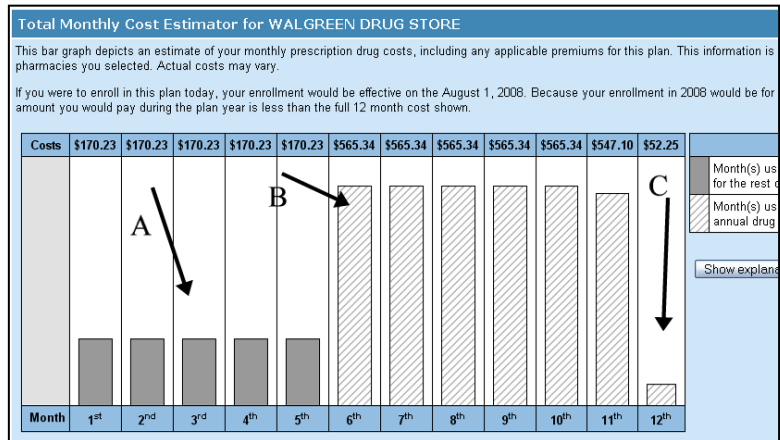 Total Monthly Cost Estimator for WALGREEN DRUG STORE
This bar graph depicts an estimate of your monthly prescription drug costs, including any applicable premiums for this plan. This information is
pharmacies you selected. Actual costs may vary.
If you were to enroll in this plan today, your enrollment would be effective on the August 1, 2008. Because your enrollment in 2008 would be for
amount you would pay during the plan year is less than the full 12 month cost shown.
Costs $170.23 $170.23 $170.23 $170.23 $170.23 $565.34 $565.34 $565.34 $565.34 $565.34 $547.10 $52.25
A
B
C
Month(s) us
for the rest
Month(s) us
annual drug
Show explana
Month 1st 2nd 3rd 4th 5th 6th 7th 8th 9th 10th 11th 12th